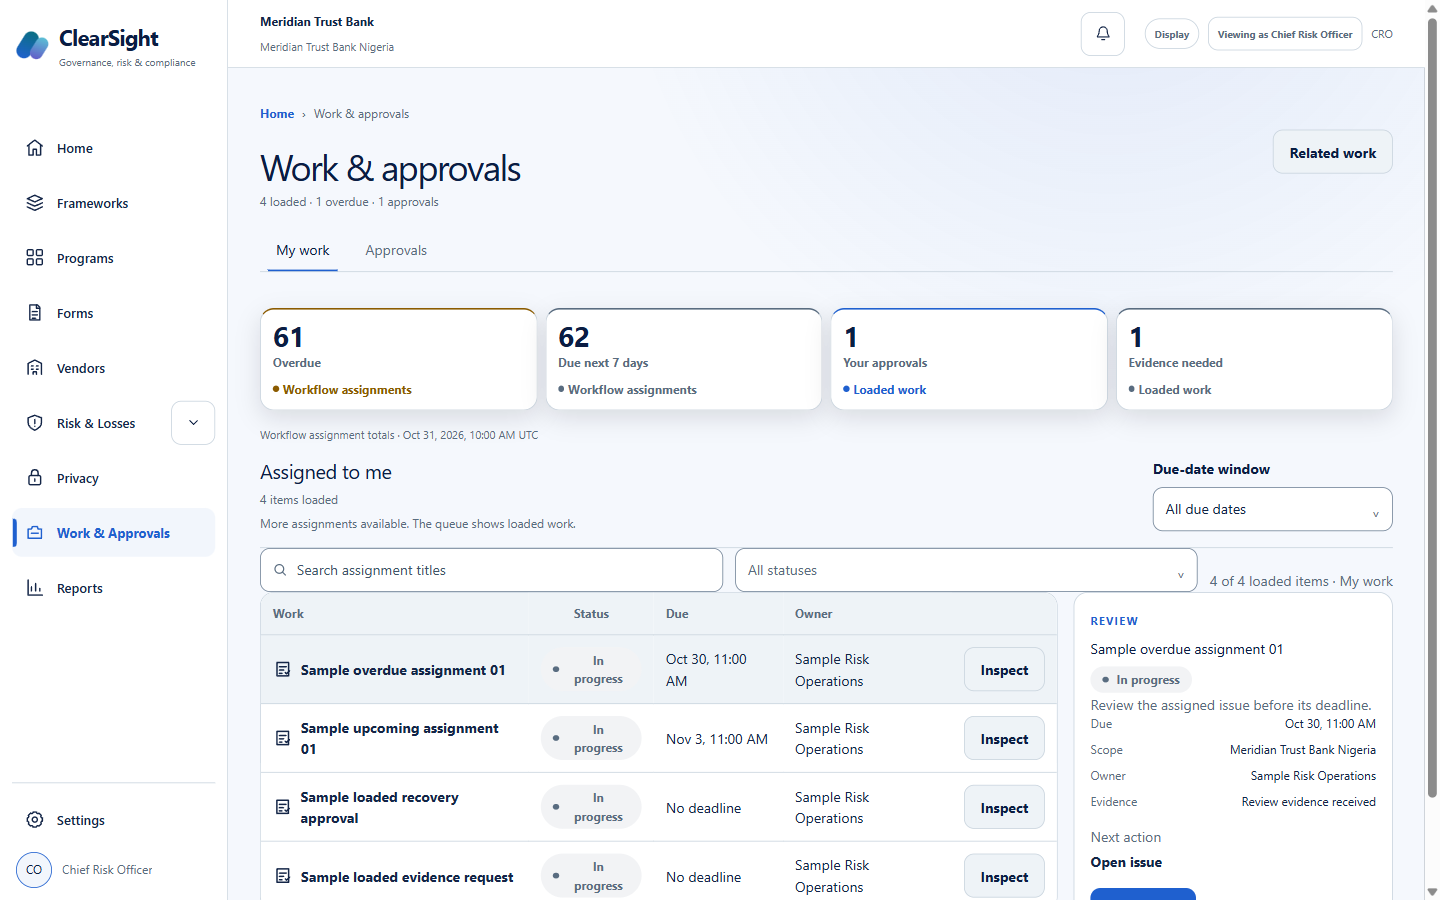 ClearSight
Governance, risk & compliance
Home
Frameworks
Programs
Forms
Vendors
Risk & Losses
Privacy
Work & Approvals
Reports
Settings
CO
Chief Risk Officer
Meridian Trust Bank
Meridian Trust Bank Nigeria
Display
Viewing as Chief Risk Officer
CRO
Home › Work & approvals
Work & approvals
4 loaded · 1 overdue · 1 approvals
Related work
My work
Approvals
61
Overdue
Workflow assignments
62
Due next 7 days
Workflow assignments
1
Your approvals
Loaded work
1
Evidence needed
Loaded work
Workflow assignment totals · Oct 31, 2026, 10:00 AM UTC
Assigned to me
4 items loaded
More assignments available. The queue shows loaded work.
Due-date window
All due dates
Search assignment titles
All statuses
4 of 4 loaded items · My work
Work Status Due Owner
Sample overdue assignment 01
In progress
Oct 30, 11:00 AM
Sample Risk Operations
Inspect
Sample upcoming assignment 01
In progress
Nov 3, 11:00 AM
Sample Risk Operations
Inspect
Sample loaded recovery approval
In progress
No deadline
Sample Risk Operations
Inspect
Sample loaded evidence request
In progress
No deadline
Sample Risk Operations
Inspect
REVIEW
Sample overdue assignment 01
In progress
Review the assigned issue before its deadline.
Due Oct 30, 11:00 AM
Scope Meridian Trust Bank Nigeria
Owner Sample Risk Operations
Evidence Review evidence received
Next action
Open issue